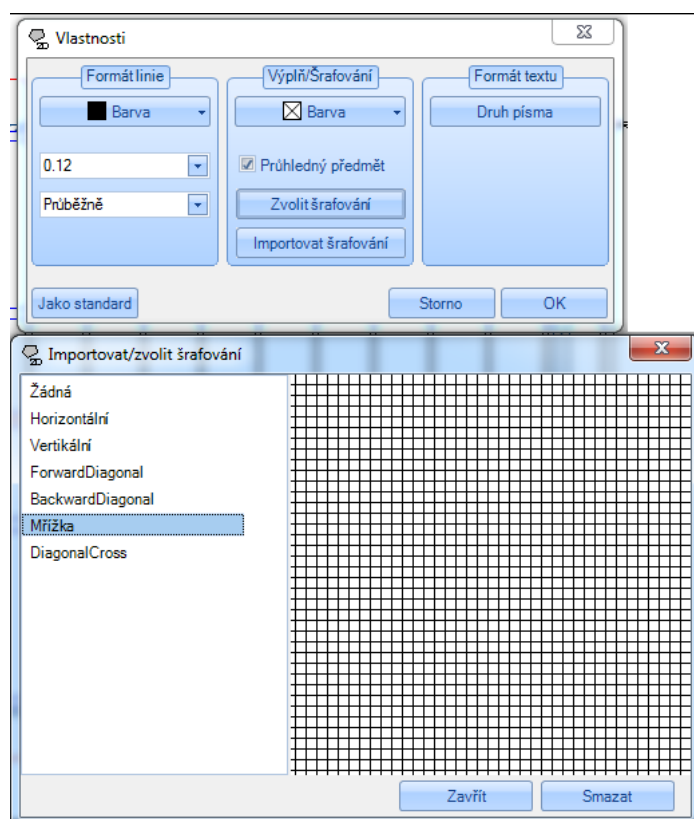 Vlastnosti
Formát linie
Výplň/Šrafování
Formát textu
Barva
Barva
Druh písma
0.12
Průhledný předmět
Průběžně
Zvolit šrafování
Importovat šrafování
Jako standard
Storno
OK
Importovat/zvolit šrafování
Žádná
Horizontální
Vertikální
ForwardDiagonal
BackwardDiagonal
Mřížka
DiagonalCross
Zavřít
Smazat